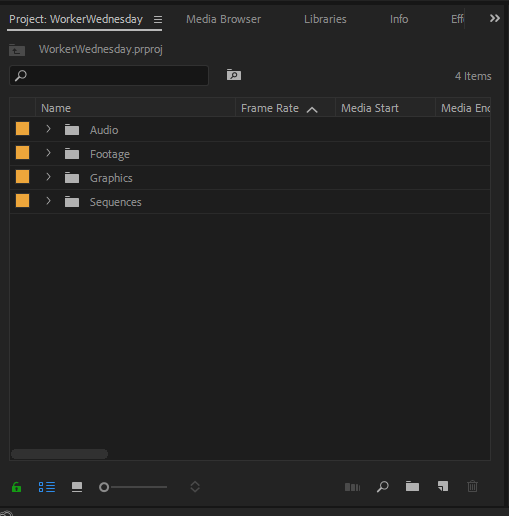 Project: WorkerWednesday Media Browser Libraries Info Eff
WorkerWednesday.prproj
4 Items
Name Frame Rate Media Start Media End
Audio
Footage
Graphics
Sequences